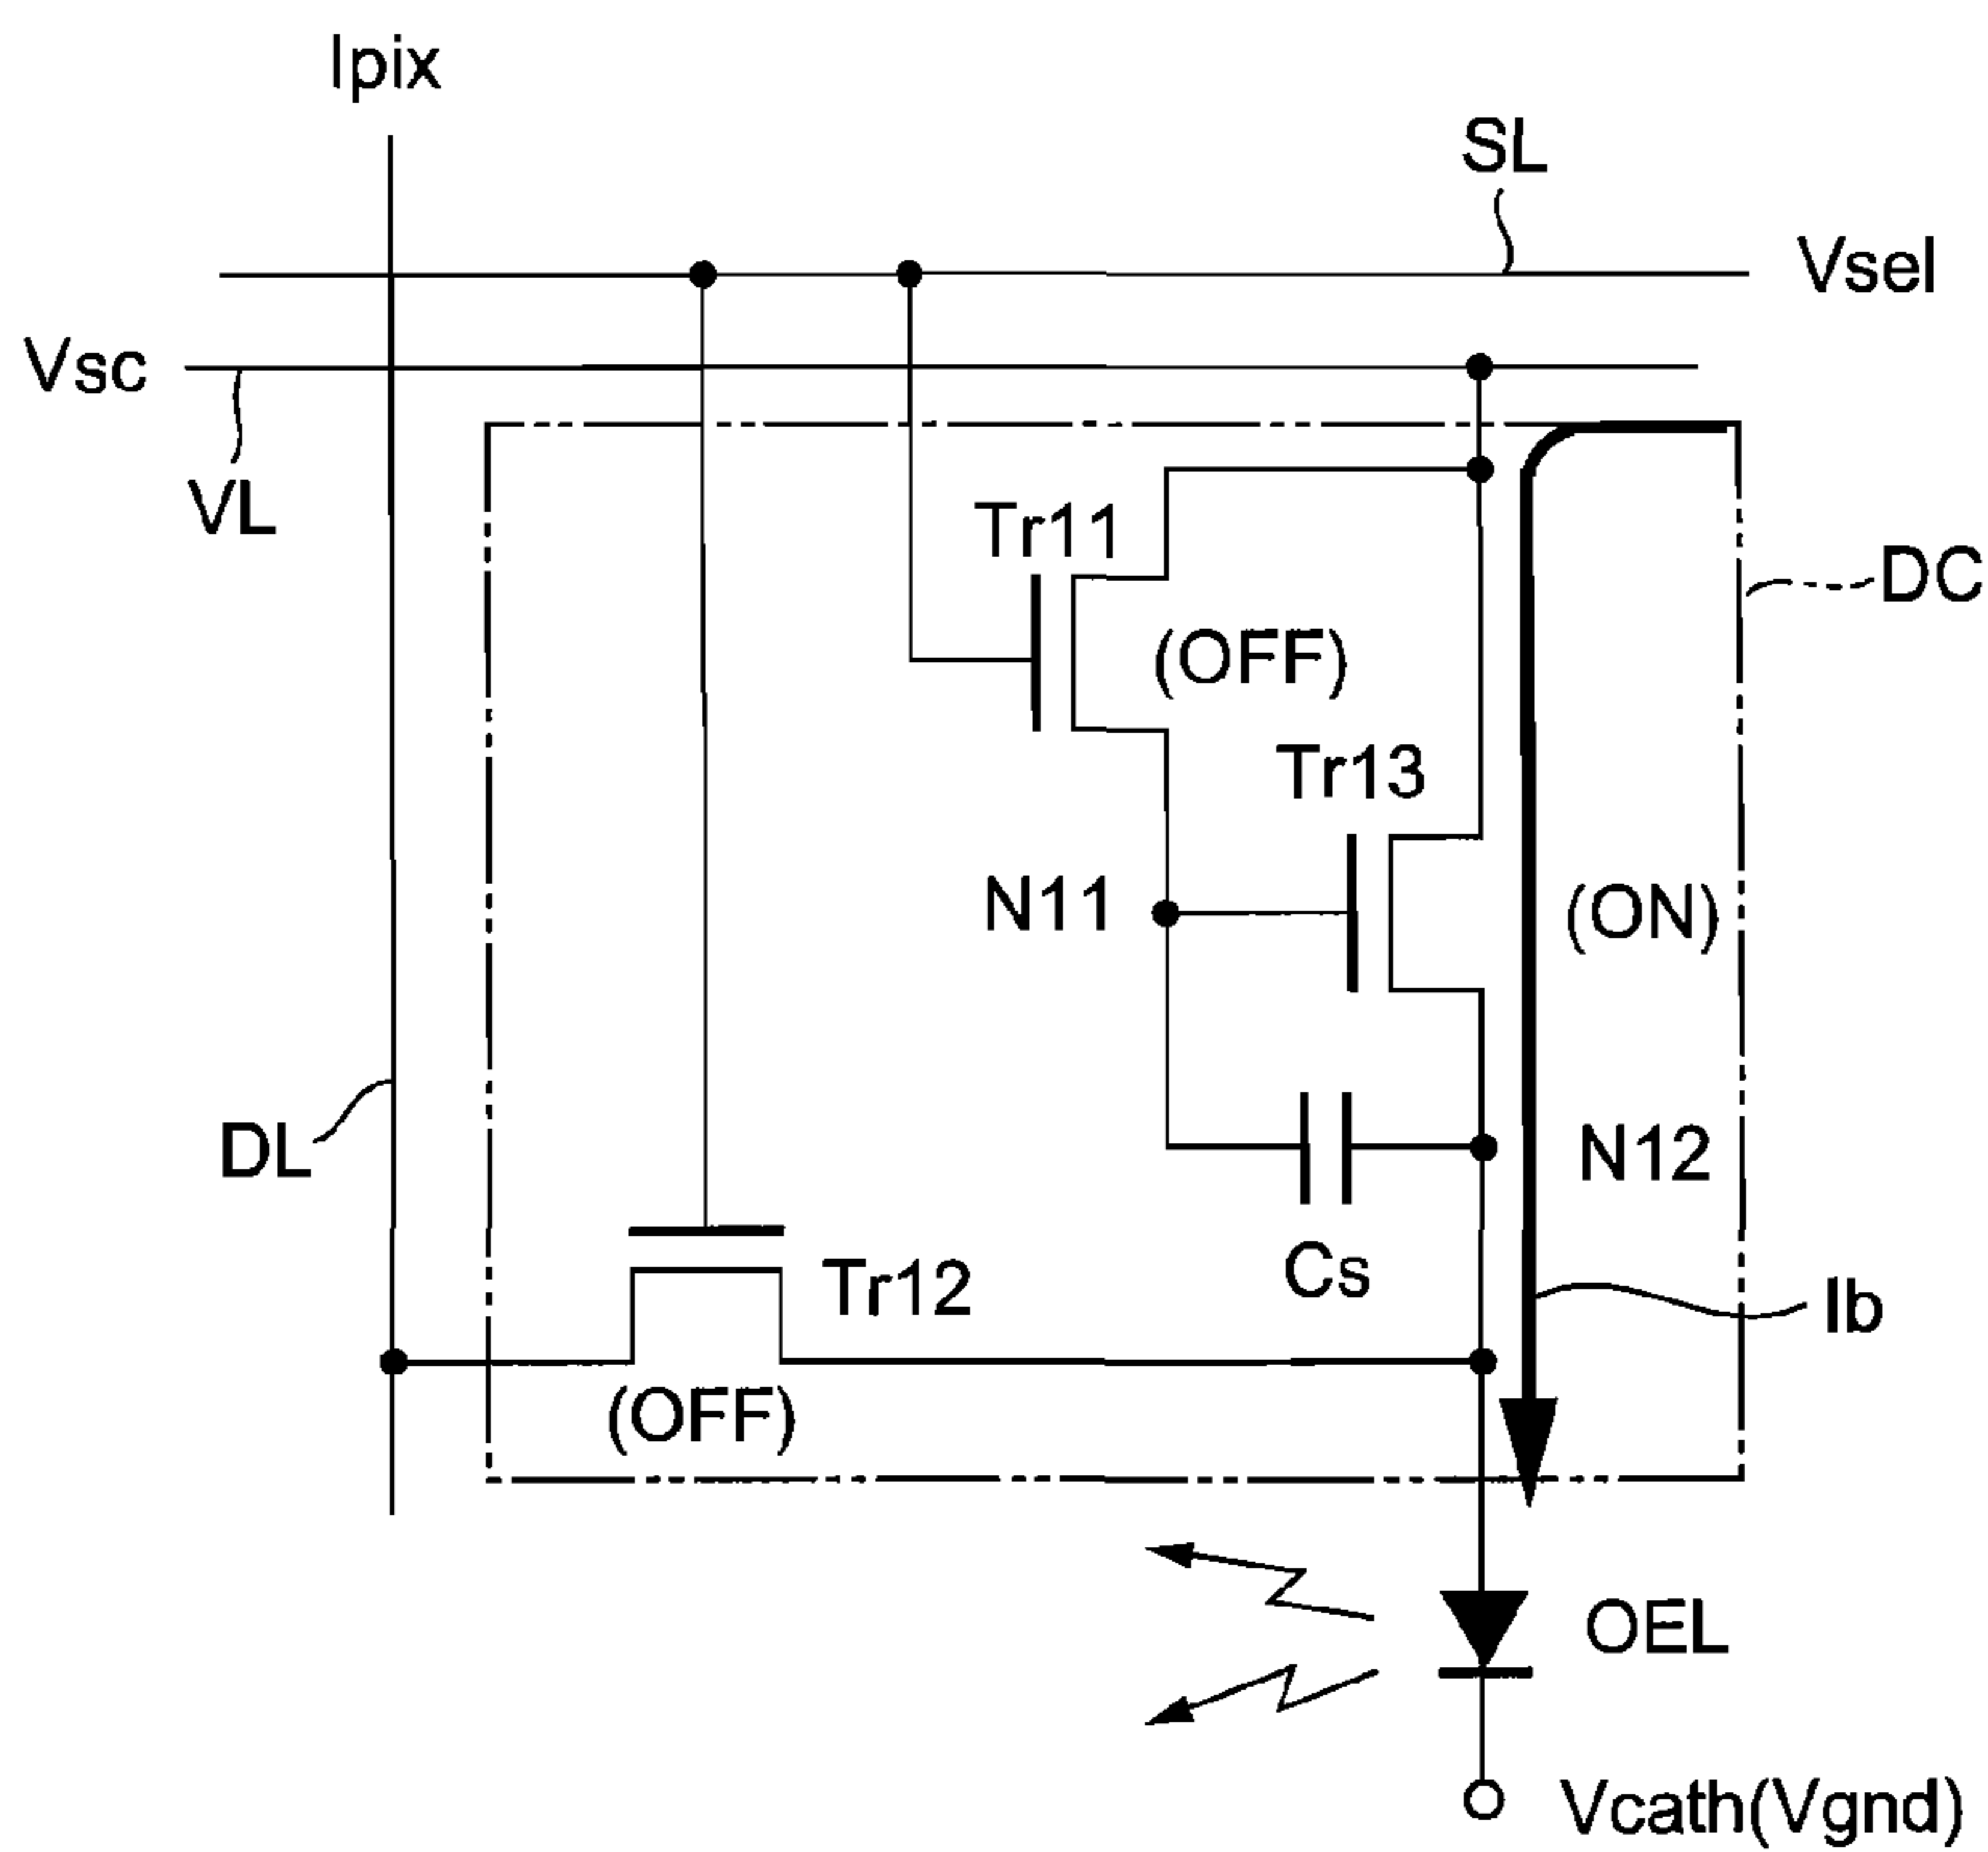 Ipix
SL
Vsel
Vsc
VL
Tr11
DC
(OFF)
Tr13
N11
(ON)
DL
N12
Cs
Tr12
Ib
(OFF)
OEL
Vcath(Vgnd)